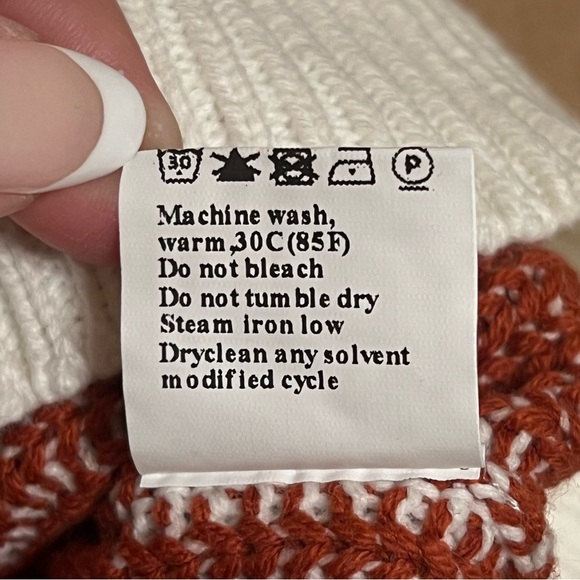 30 P
Machine wash,
warm,30C(85F)
Do not bleach
Do not tumble dry
Steam iron low
Dryclean any solvent
modified cycle